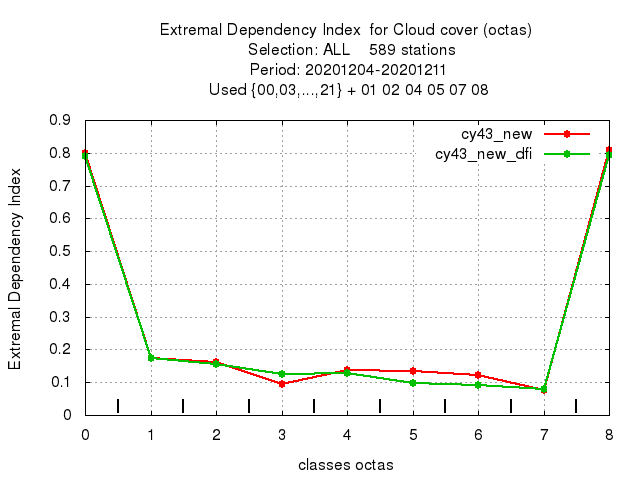 Extremal Dependency Index  for Cloud cover (octas)
Selection: ALL    589 stations
Period: 20201204-20201211
Used {00,03,...,21} + 01 02 04 05 07 08
cy43_new
cy43_new_dfi
Extremal Dependency Index
0.9
0.8
0.7
0.6
0.5
0.4
0.3
0.2
0.1
0
0 1 2 3 4 5 6 7 8
classes octas